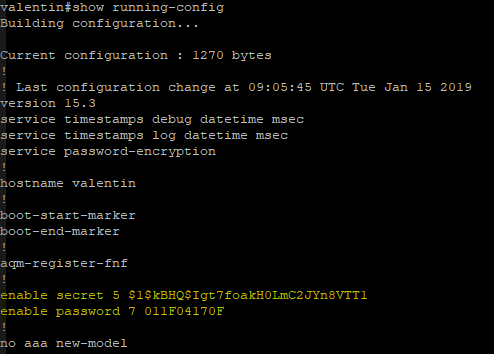 valentin#show running-config
Building configuration...
Current configuration : 1270 bytes
!
! Last configuration change at 09:05:45 UTC Tue Jan 15 2019
version 15.3
service timestamps debug datetime msec
service timestamps log datetime msec
service password-encryption
!
hostname valentin
!
boot-start-marker
boot-end-marker
!
aqm-register-fnf
!
enable secret 5 $1$kBHQ$Igt7foakH0LmC2JYn8VTT1
enable password 7 011F04170F
!
no aaa new-model